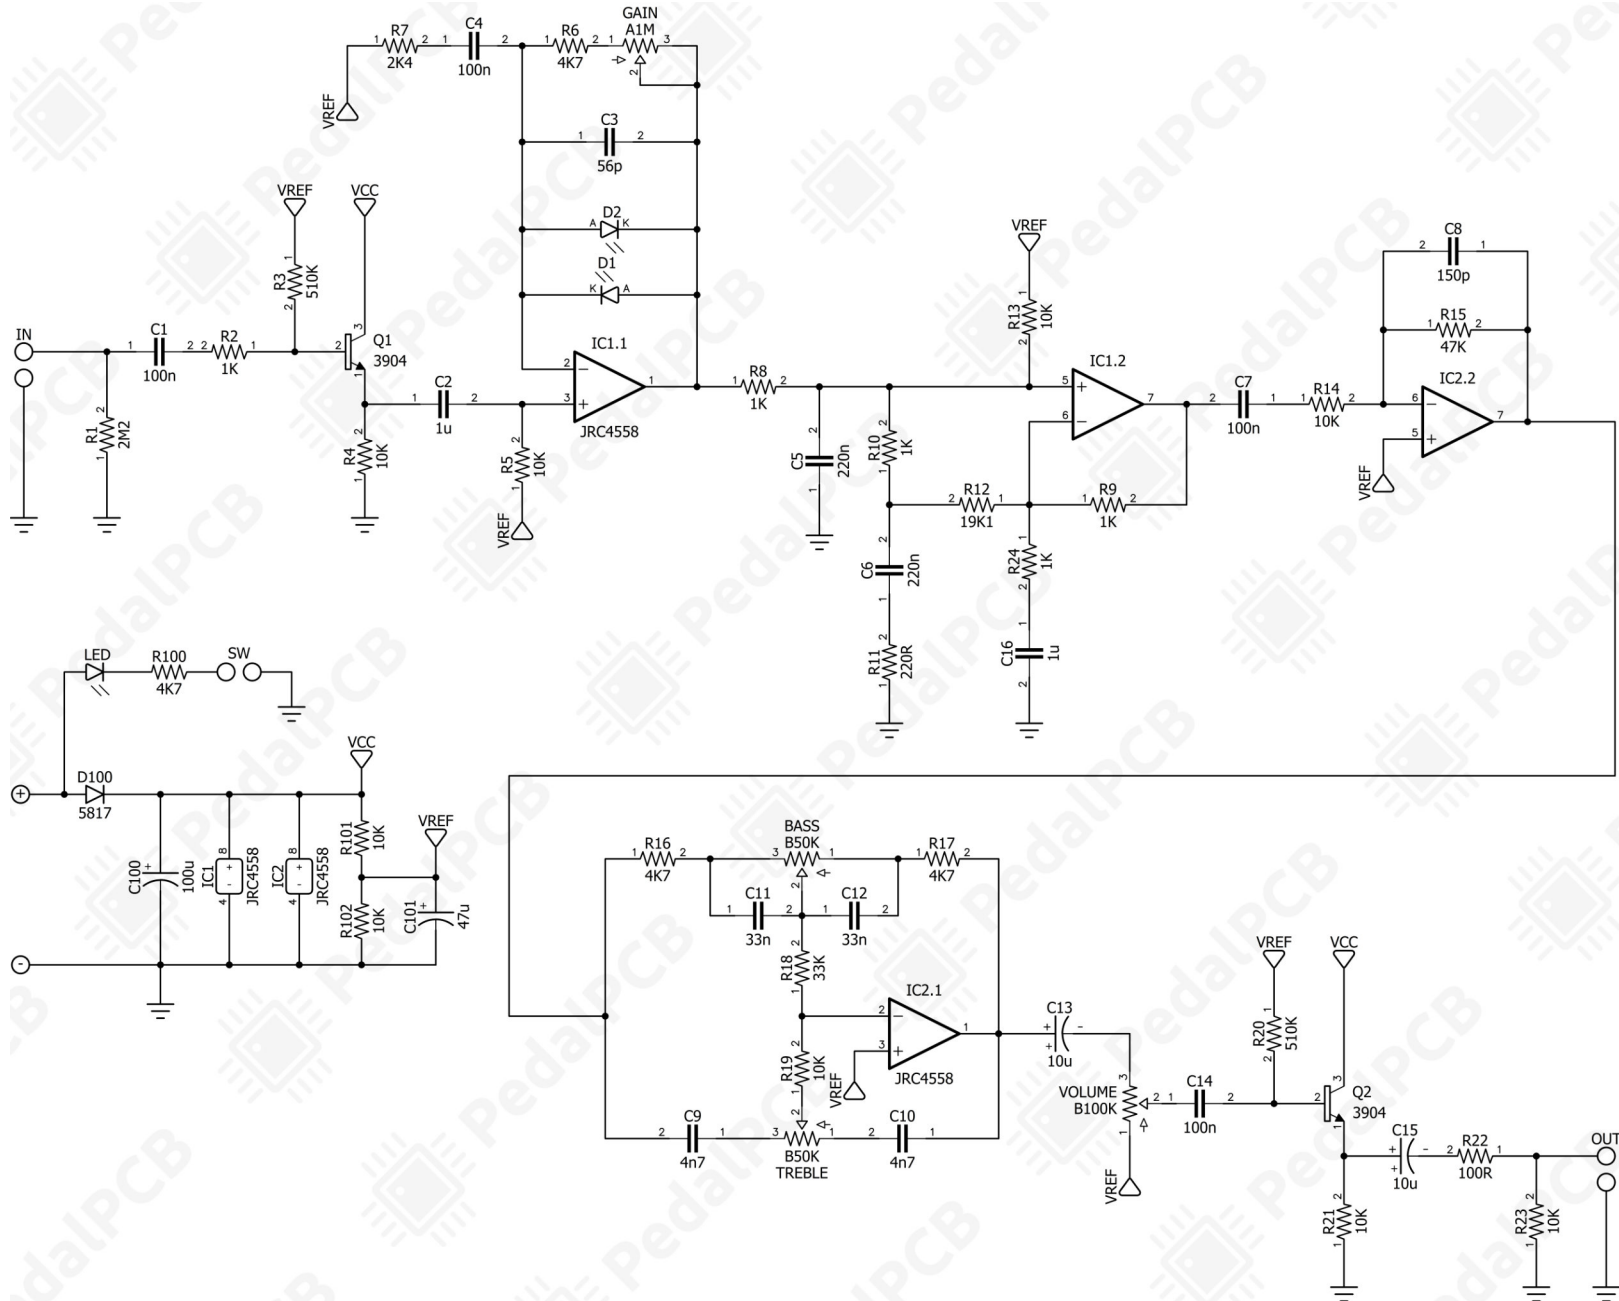 GAIN
A1M
R7
2K4
C4
100n
R6
4K7
VREF
C3
56p
D2
D1
VREF
VCC
R3
510K
IN
C1
100n
R2
1K
Q1
3904
R1
2M2
R4
10K
C2
1u
R5
10K
VREF
IC1.1
JRC4558
R8
1K
C5
220n
R10
1K
C6
220n
R11
220R
R12
19K1
R24
1K
C16
1u
R9
1K
VREF
R13
10K
IC1.2
C7
100n
R14
10K
C8
150p
R15
47K
IC2.2
VREF
LED
R100
4K7
SW
D100
5817
C100
100u
IC1
JRC4558
IC2
JRC4558
VCC
R101
10K
R102
10K
VREF
C101
47u
BASS
B50K
R16
4K7
R17
4K7
C11
33n
C12
33n
R18
33K
R19
10K
IC2.1
JRC4558
VREF
C9
4n7
C10
4n7
B50K
TREBLE
C13
10u
VOLUME
B100K
VREF
C14
100n
VREF
VCC
R20
510K
Q2
3904
R21
10K
C15
10u
R22
100R
R23
10K
OUT
PedalPCB